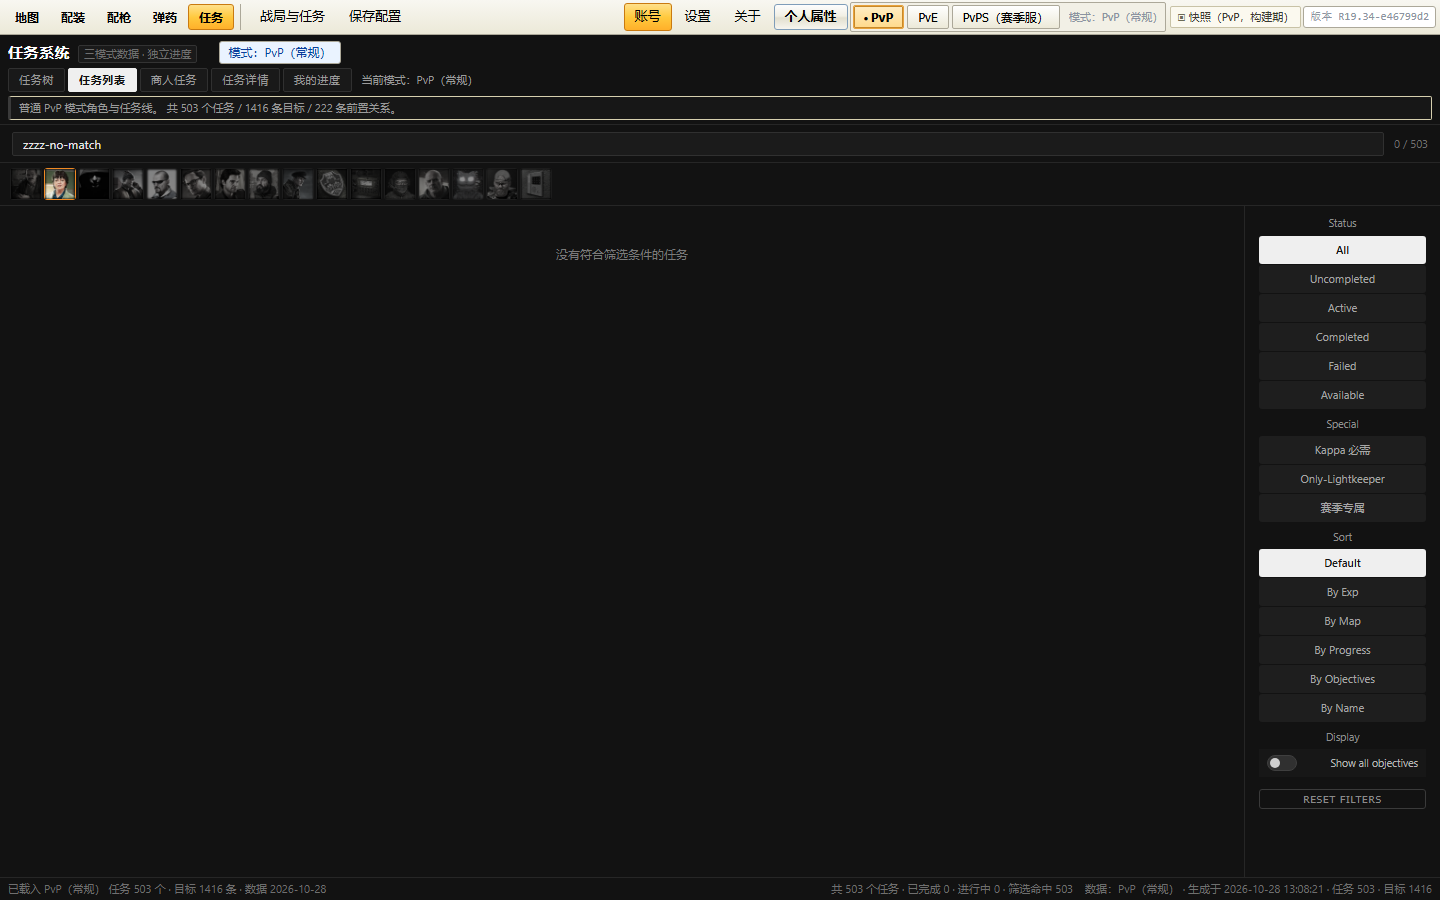 地图 配装 配枪 弹药 任务 战局与任务 保存配置 账号 设置 关于 个人属性 • PvP PvE PvPS（赛季服） 模式：PvP（常规） ▣ 快照（PvP，构建期） 版本 R19.34-e46799d2
任务系统 三模式数据 · 独立进度 模式：PvP（常规）
任务树 任务列表 商人任务 任务详情 我的进度 当前模式：PvP（常规）
普通 PvP 模式角色与任务线。 共 503 个任务 / 1416 条目标 / 222 条前置关系。
zzzz-no-match 0 / 503
没有符合筛选条件的任务
Status
All
Uncompleted
Active
Completed
Failed
Available
Special
Kappa 必需
Only-Lightkeeper
赛季专属
Sort
Default
By Exp
By Map
By Progress
By Objectives
By Name
Display
Show all objectives
RESET FILTERS
已载入 PvP（常规） 任务 503 个 · 目标 1416 条 · 数据 2026-10-28 共 503 个任务 · 已完成 0 · 进行中 0 · 筛选命中 503 数据：PvP（常规） · 生成于 2026-10-28 13:08:21 · 任务 503 · 目标 1416